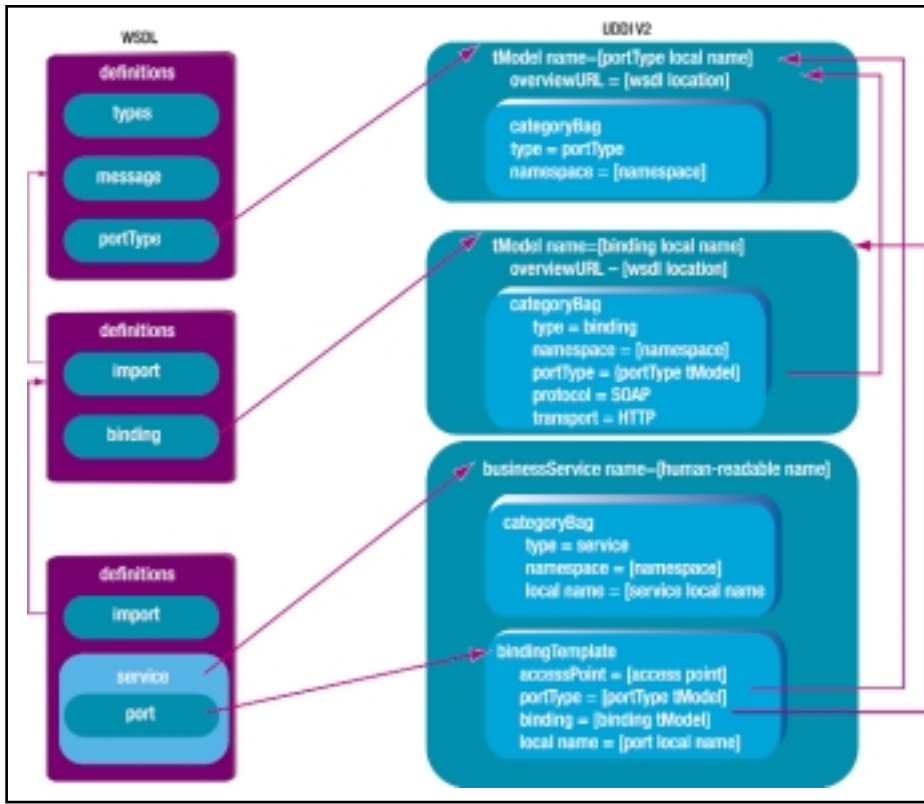 WSDL
definitions
types
message
portType
definitions
import
binding
definitions
import
service
port
UDDI V2
tModel name=[portType local name]
overviewURL = [wsdl location]
categoryBag
type = portType
namespace = [namespace]
tModel name=[binding local name]
overviewURL = [wsdl location]
categoryBag
type = binding
namespace = [namespace]
portType = (portType tModel]
protocol = SOAP
transport = HTTP
businessService name=[human-readable name]
categoryBag
type = service
namespace = [namespace]
local name = [service local name
bindingTemplate
accessPoint = [access point]
portType = [portType tModel]
binding = [binding tModel]
local name = [port local name]